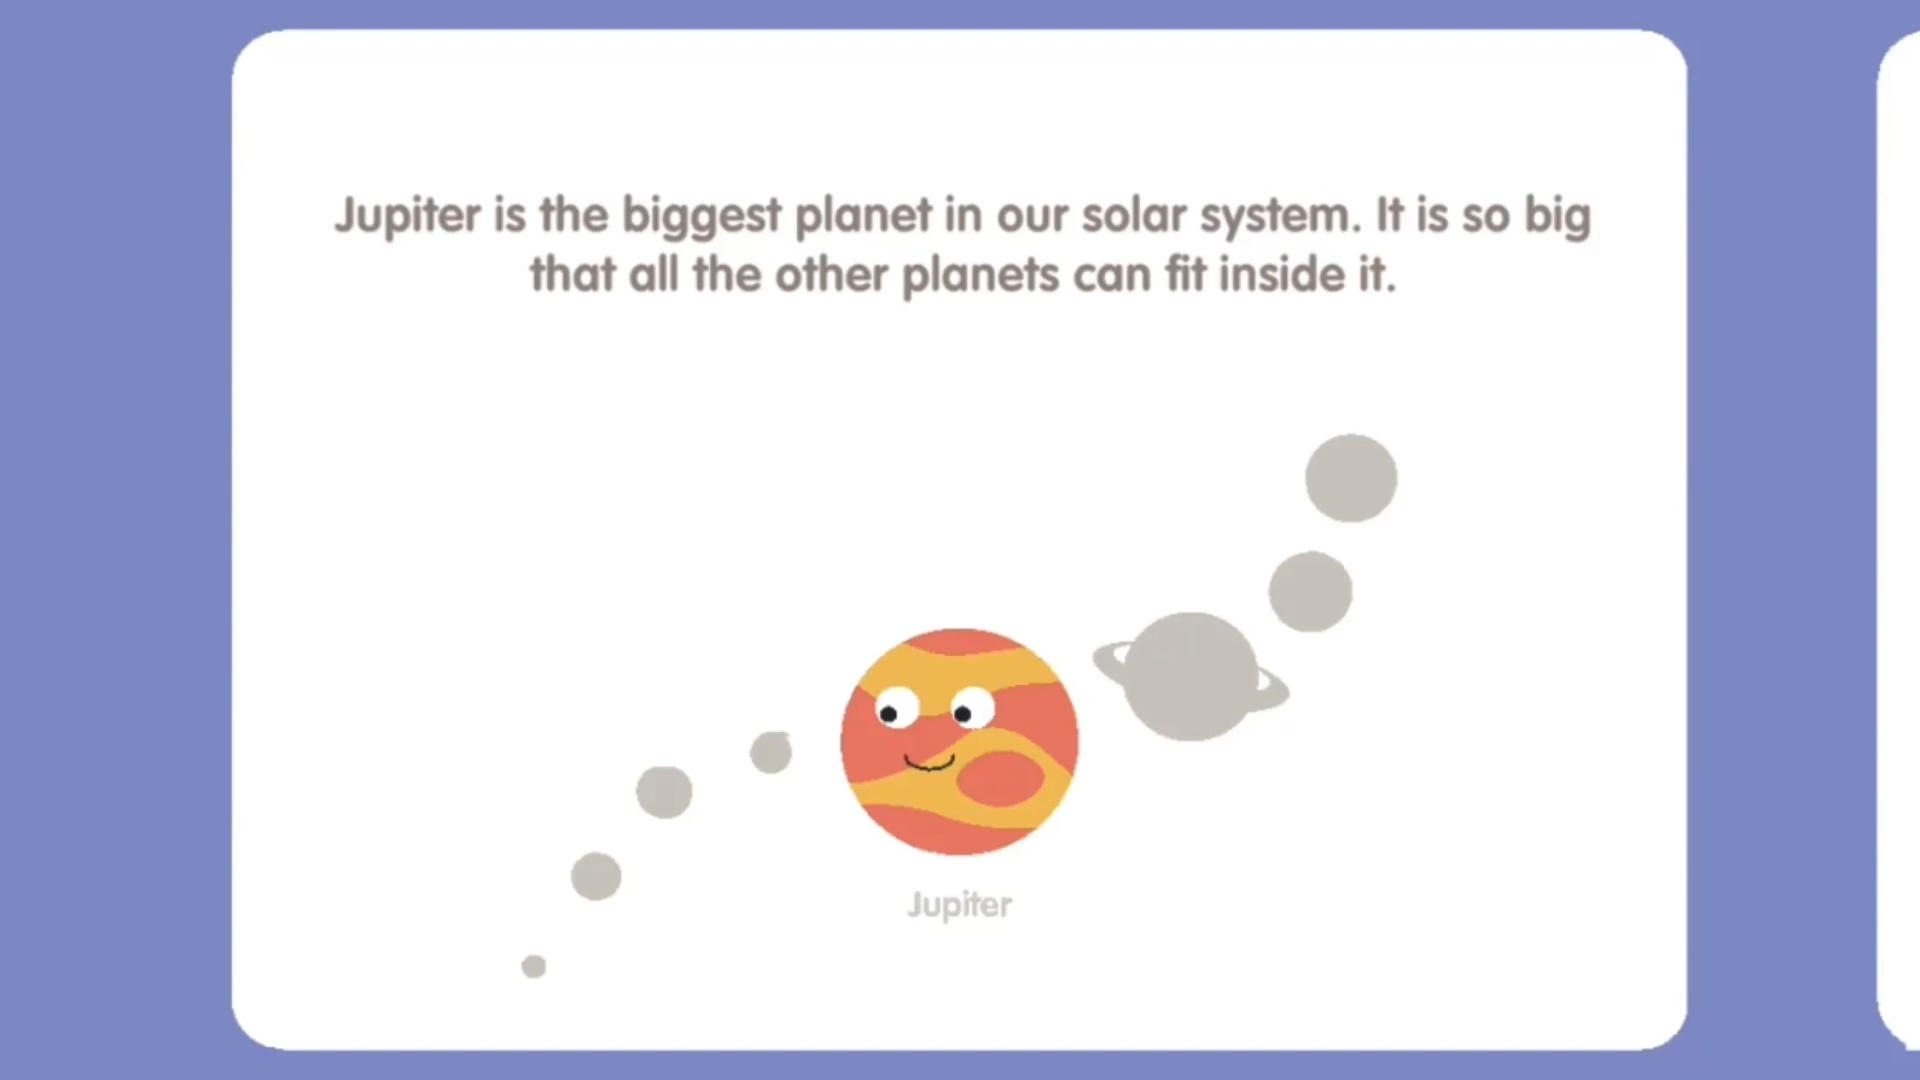 Jupiter is the biggest planet in our solar system. It is so big
that all the other planets can fit inside it.
Jupiter